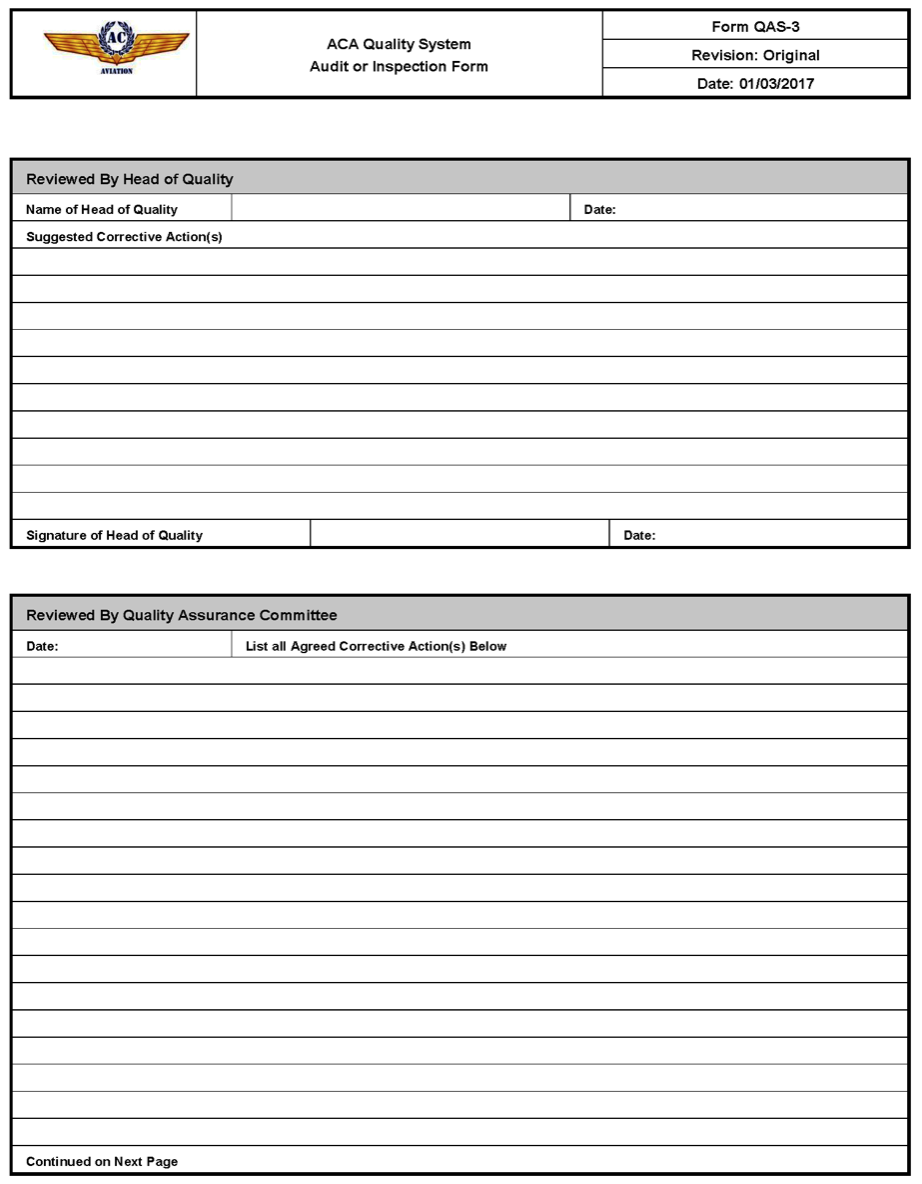 AC
AVIATION
ACA Quality System
Audit or Inspection Form
Form QAS-3
Revision: Original
Date: 01/03/2017
Reviewed By Head of Quality
Name of Head of Quality
Date:
Suggested Corrective Action(s)
Signature of Head of Quality
Date:
Reviewed By Quality Assurance Committee
Date:
List all Agreed Corrective Action(s) Below
Continued on Next Page